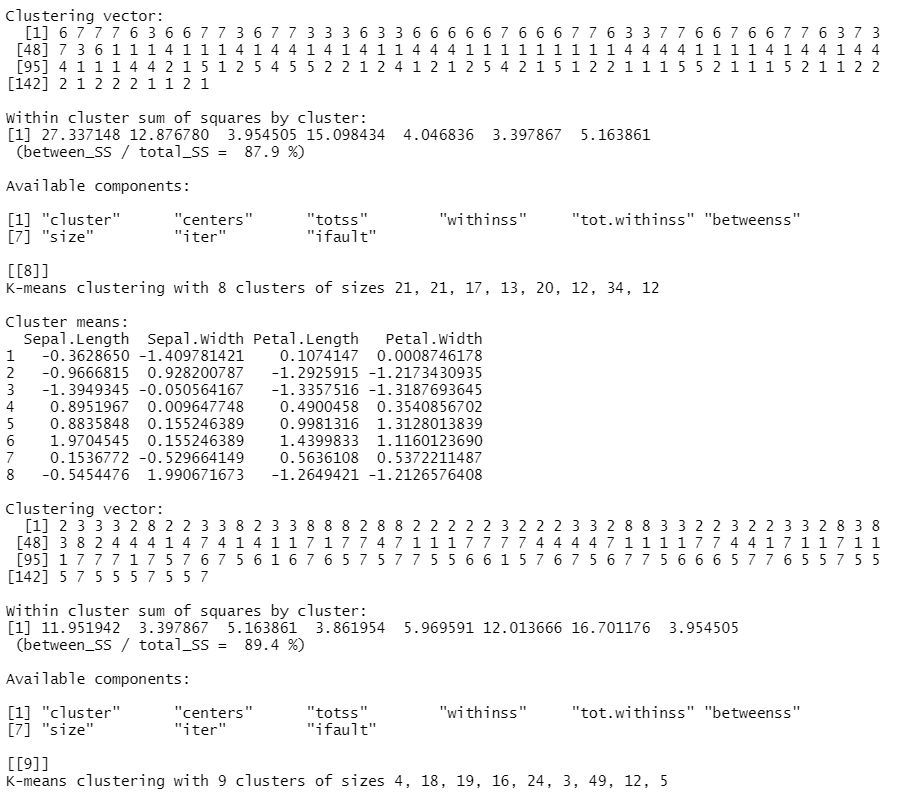 Clustering vector:
[1] 6 7 7 7 6 3 6 6 7 7 3 6 7 7 3 3 3 6 3 3 6 6 6 6 6 7 6 6 6 7 7 6 3 3 7 7 6 6 7 6 6 7 7 6 3 7 3
[48] 7 3 6 1 1 1 4 1 1 1 4 1 4 4 1 4 1 4 1 1 4 4 4 1 1 1 1 1 1 1 1 1 4 4 4 4 1 1 1 1 4 1 4 4 1 4 4
[95] 4 1 1 1 4 4 2 1 5 1 2 5 4 5 5 2 2 1 2 4 1 2 1 2 5 4 2 1 5 1 2 2 1 1 1 5 5 2 1 1 1 5 2 1 1 2 2
[142] 2 1 2 2 2 1 1 2 1
Within cluster sum of squares by cluster:
[1] 27.337148 12.876780 3.954505 15.098434 4.046836 3.397867 5.163861
(between_SS / total_SS = 87.9 %)
Available components:
[1] "cluster" "centers" "totss" "withinss" "tot.withinss" "betweenss"
[7] "size" "iter" "ifault"
[[8]]
K-means clustering with 8 clusters of sizes 21, 21, 17, 13, 20, 12, 34, 12
Cluster means:
Sepal.Length Sepal.Width Petal.Length Petal.Width
1 -0.3628650 -1.409781421 0.1074147 0.0008746178
2 -0.9666815 0.928200787 -1.2925915 -1.2173430935
3 -1.3949345 -0.050564167 -1.3357516 -1.3187693645
4 0.8951967 0.009647748 0.4900458 0.3540856702
5 0.8835848 0.155246389 0.9981316 1.3128013839
6 1.9704545 0.155246389 1.4399833 1.1160123690
7 0.1536772 -0.529664149 0.5636108 0.5372211487
8 -0.5454476 1.990671673 -1.2649421 -1.2126576408
Clustering vector:
[1] 2 3 3 3 2 8 2 2 3 3 8 2 3 3 8 8 8 2 8 8 2 2 2 2 2 3 2 2 2 3 3 2 8 8 3 3 2 2 3 2 2 3 3 2 8 3 8
[48] 3 8 2 4 4 4 1 4 7 4 1 4 1 1 7 1 7 7 4 7 1 1 1 7 7 7 7 4 4 4 4 7 1 1 1 1 7 7 4 4 1 7 1 1 7 1 1
[95] 1 7 7 7 1 7 5 7 6 7 5 6 1 6 7 6 5 7 5 7 7 5 5 6 6 1 5 7 6 7 5 6 7 7 5 6 6 6 5 7 7 6 5 5 7 5 5
[142] 5 7 5 5 5 7 5 5 7
Within cluster sum of squares by cluster:
[1] 11.951942 3.397867 5.163861 3.861954 5.969591 12.013666 16.701176 3.954505
(between_SS / total_SS = 89.4 %)
Available components:
[1] "cluster" "centers" "totss" "withinss" "tot.withinss" "betweenss"
[7] "size" "iter" "ifault"
[[9]]
K-means clustering with 9 clusters of sizes 4, 18, 19, 16, 24, 3, 49, 12, 5